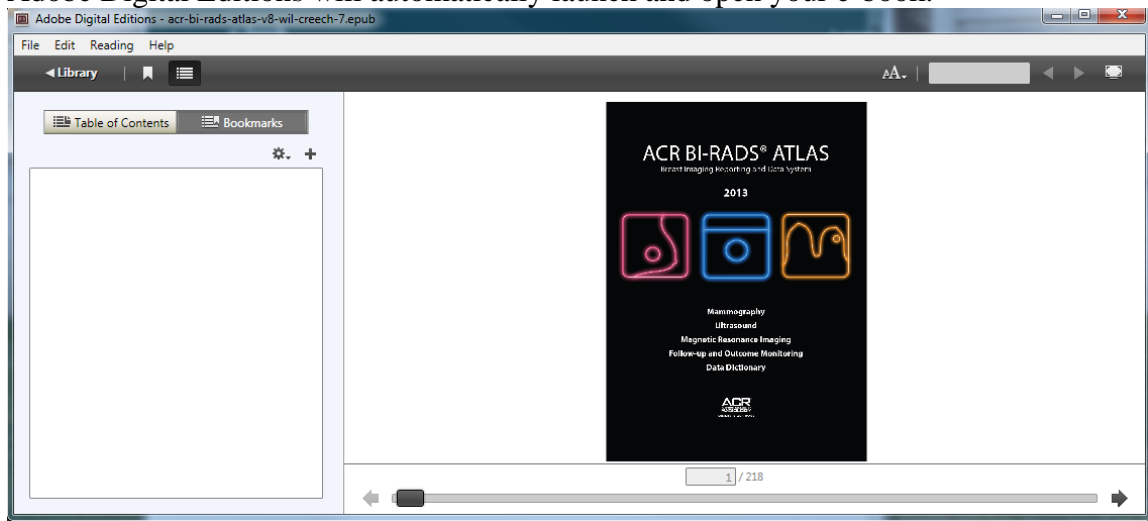 Adobe Digital Editions will automatically launch and open your e-book.
Adobe Digital Editions - acr-bi-rads-atlas-v8-wil-creech-7.epub
File Edit Reading Help
Library
AA
Table of Contents Bookmarks
ACR BI-RADS® ATLAS
Breast Imaging Reporting and Data System
2013
Mammography
Ultrasound
Magnetic Resonance Imaging
Follow-up and Outcome Monitoring
Data Dictionary
ACR
1 / 218